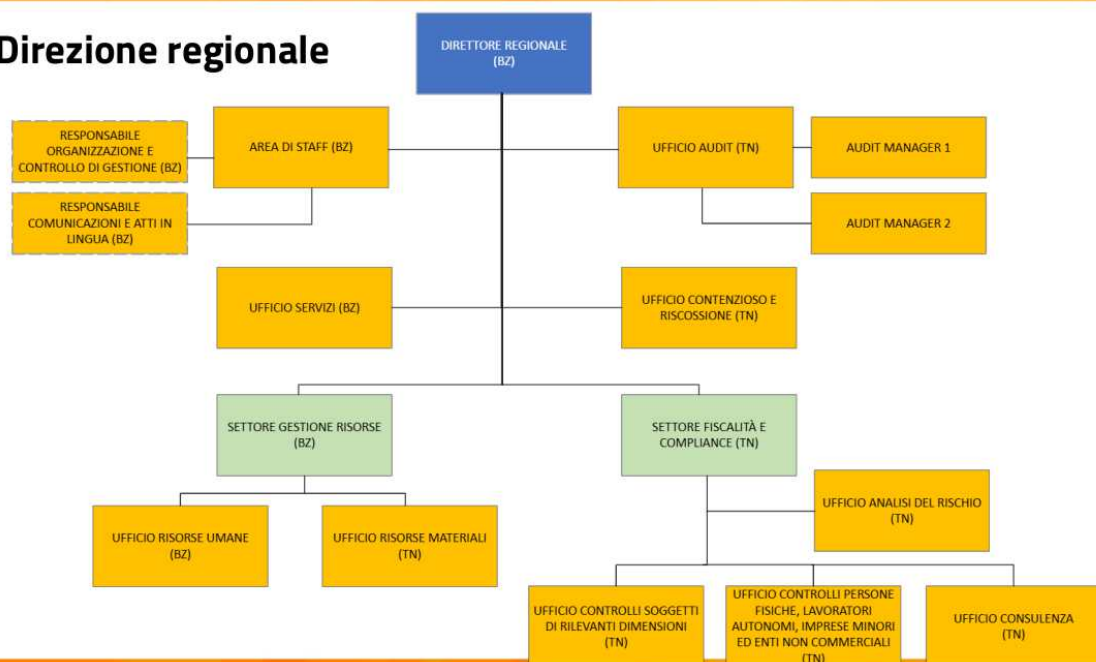 Direzione regionale
DIRETTORE REGIONALE
(BZ)
RESPONSABILE
ORGANIZZAZIONE E
CONTROLLO DI GESTIONE (BZ)
AREA DI STAFF (BZ)
UFFICIO AUDIT (TN)
AUDIT MANAGER 1
RESPONSABILE
COMUNICAZIONI E ATTI IN
LINGUA (BZ)
AUDIT MANAGER 2
UFFICIO SERVIZI (BZ)
UFFICIO CONTENZIOSO E
RISCOSSIONE (TN)
SETTORE GESTIONE RISORSE
(BZ)
SETTORE FISCALITÀ E
COMPLIANCE (TN)
UFFICIO ANALISI DEL RISCHIO
(TN)
UFFICIO RISORSE UMANE
(BZ)
UFFICIO RISORSE MATERIALI
(TN)
UFFICIO CONTROLLI SOGGETTI
DI RILEVANTI DIMENSIONI
(TN)
UFFICIO CONTROLLI PERSONE
FISICHE, LAVORATORI
AUTONOMI, IMPRESE MINORI
ED ENTI NON COMMERCIALI
(TN)
UFFICIO CONSULENZA
(TN)